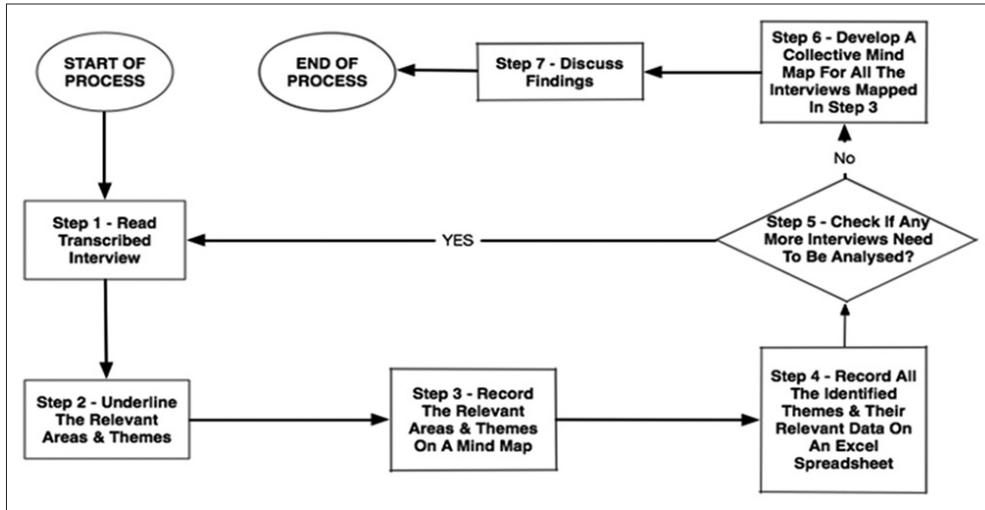 START OF
PROCESS
END OF
PROCESS
Step 7 - Discuss
Findings
Step 6 - Develop A
Collective Mind
Map For All The
Interviews Mapped
In Step 3
No
Step 1 - Read
Transcribed
Interview
YES
Step 5 - Check If Any
More Interviews Need
To Be Analysed?
Step 2 - Underline
The Relevant
Areas & Themes
Step 3 - Record
The Relevant
Areas & Themes
On A Mind Map
Step 4 - Record All
The Identified
Themes & Their
Relevant Data On
An Excel
Spreadsheet